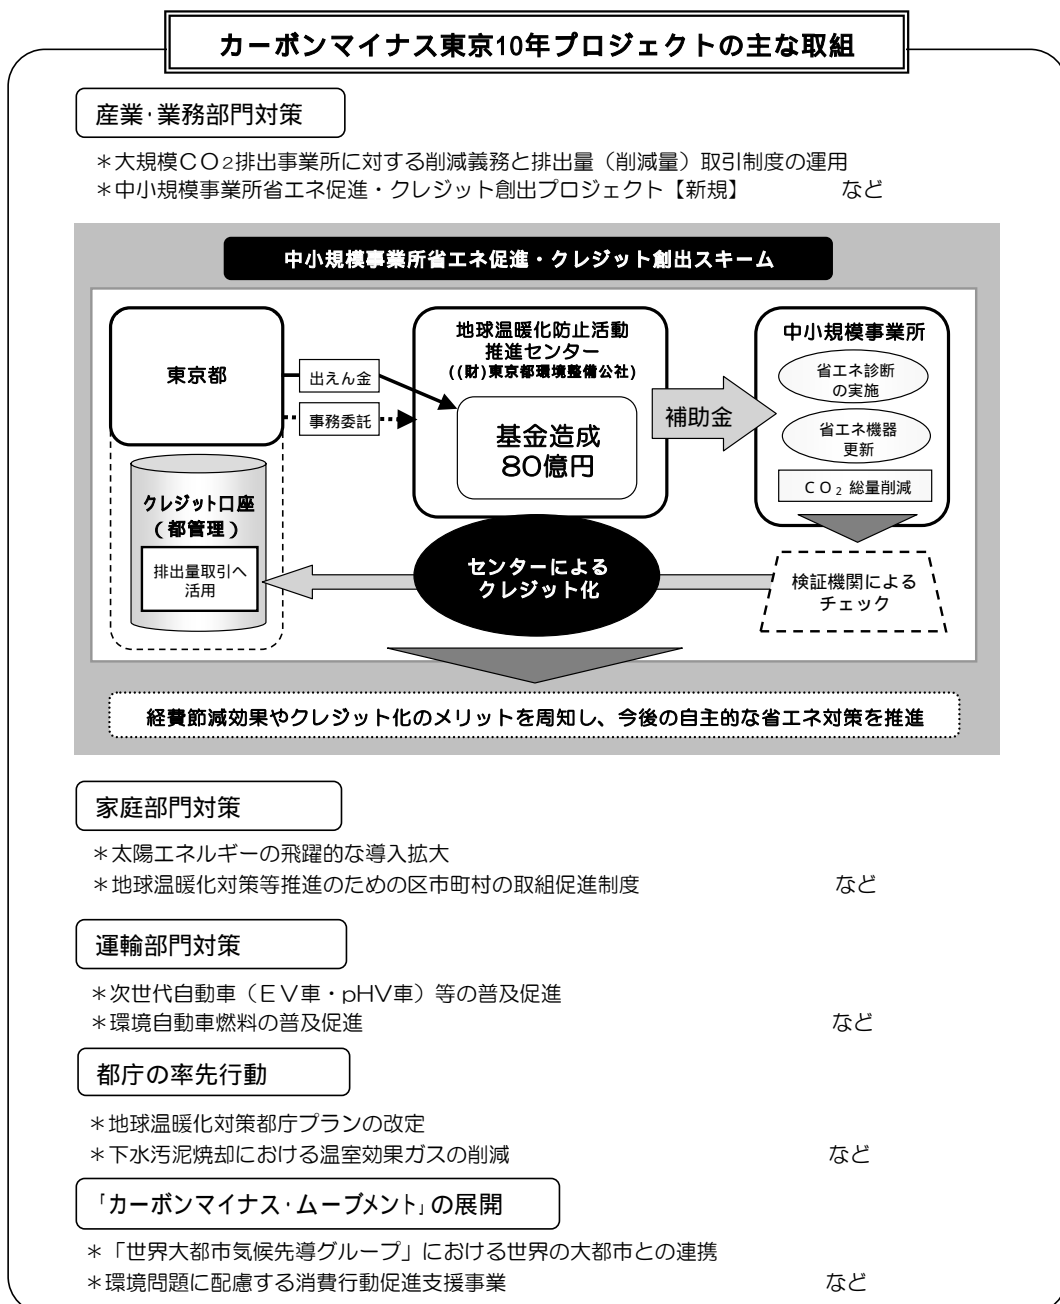 カーボンマイナス東京10年プロジェクトの主な取組
産業・業務部門対策
＊大規模ＣＯ₂排出事業所に対する削減義務と排出量（削減量）取引制度の運用
＊中小規模事業所省エネ促進・クレジット創出プロジェクト【新規】 など
中小規模事業所省エネ促進・クレジット創出スキーム
東京都
出えん金
事務委託
地球温暖化防止活動
推進センター
((財)東京都環境整備公社)
基金造成
80億円
補助金
中小規模事業所
省エネ診断
の実施
省エネ機器
更新
ＣＯ₂ 総量削減
クレジット口座
（都管理）
排出量取引へ
活用
センターによる
クレジット化
検証機関による
チェック
経費節減効果やクレジット化のメリットを周知し、今後の自主的な省エネ対策を推進
家庭部門対策
＊太陽エネルギーの飛躍的な導入拡大
＊地球温暖化対策等推進のための区市町村の取組促進制度 など
運輸部門対策
＊次世代自動車（ＥＶ車・pHV車）等の普及促進
＊環境自動車燃料の普及促進 など
都庁の率先行動
＊地球温暖化対策都庁プランの改定
＊下水汚泥焼却における温室効果ガスの削減 など
「カーボンマイナス・ムーブメント」の展開
＊「世界大都市気候先導グループ」における世界の大都市との連携
＊環境問題に配慮する消費行動促進支援事業 など